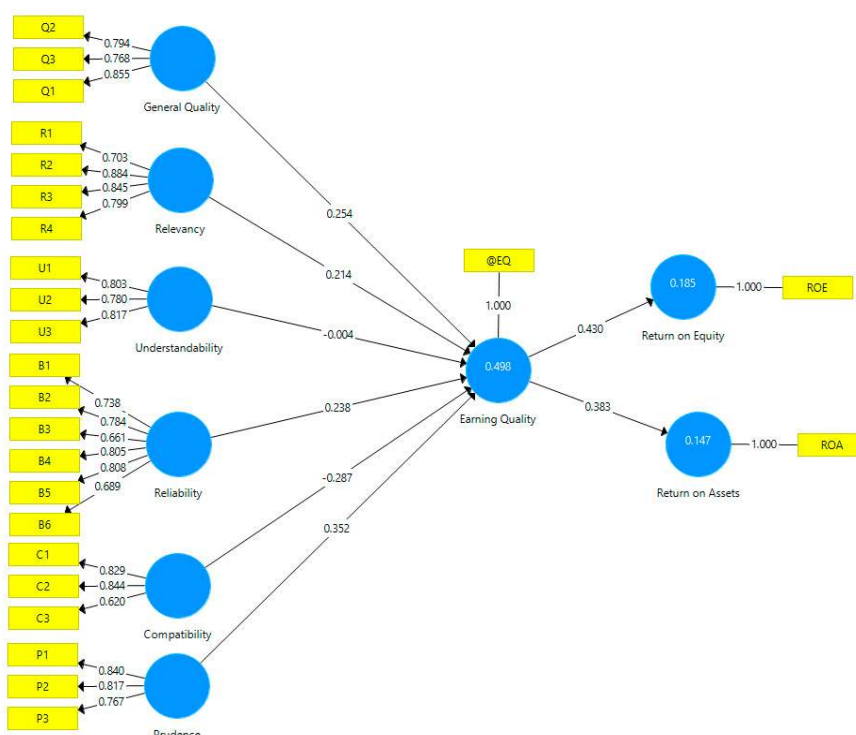 Q2
0.794
Q3
0.768
Q1
0.855
General Quality
R1
0.703
R2
0.884
R3
0.845
R4
0.799
Relevancy
U1
0.803
U2
0.780
U3
0.817
Understandability
B1
0.738
B2
0.784
B3
0.661
B4
0.805
B5
0.808
B6
0.689
Reliability
C1
0.829
C2
0.844
C3
0.620
Compatibility
P1
0.840
P2
0.817
P3
0.767
Prudence
0.254
0.214
-0.004
0.238
-0.287
0.352
@EQ
1.000
0.498
Earning Quality
0.430
0.383
0.185
1.000
ROE
Return on Equity
0.147
1.000
ROA
Return on Assets